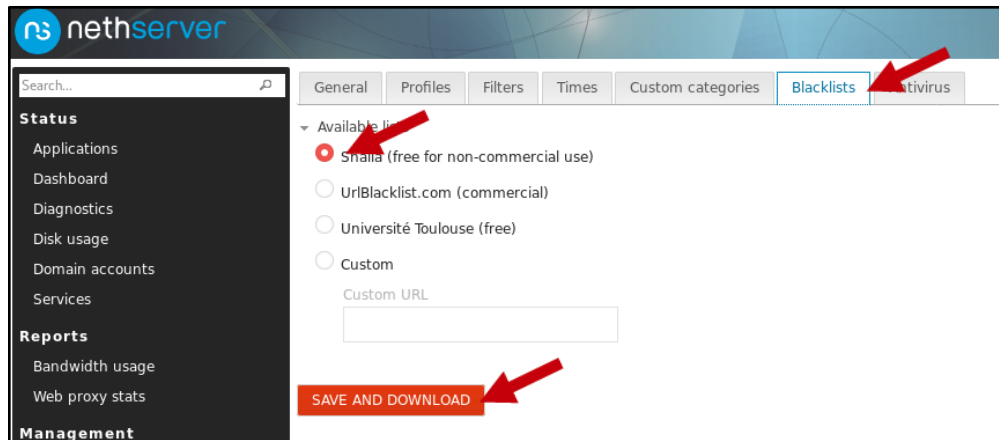 ns nethserver
Search...
General Profiles Filters Times Custom categories Blacklists
Status
Applications
Dashboard
Diagnostics
Disk usage
Domain accounts
Services
Reports
Bandwidth usage
Web proxy stats
Management
Available
(free for non-commercial use)
UrlBlacklist.com (commercial)
Université Toulouse (free)
Custom
Custom URL
SAVE AND DOWNLOAD